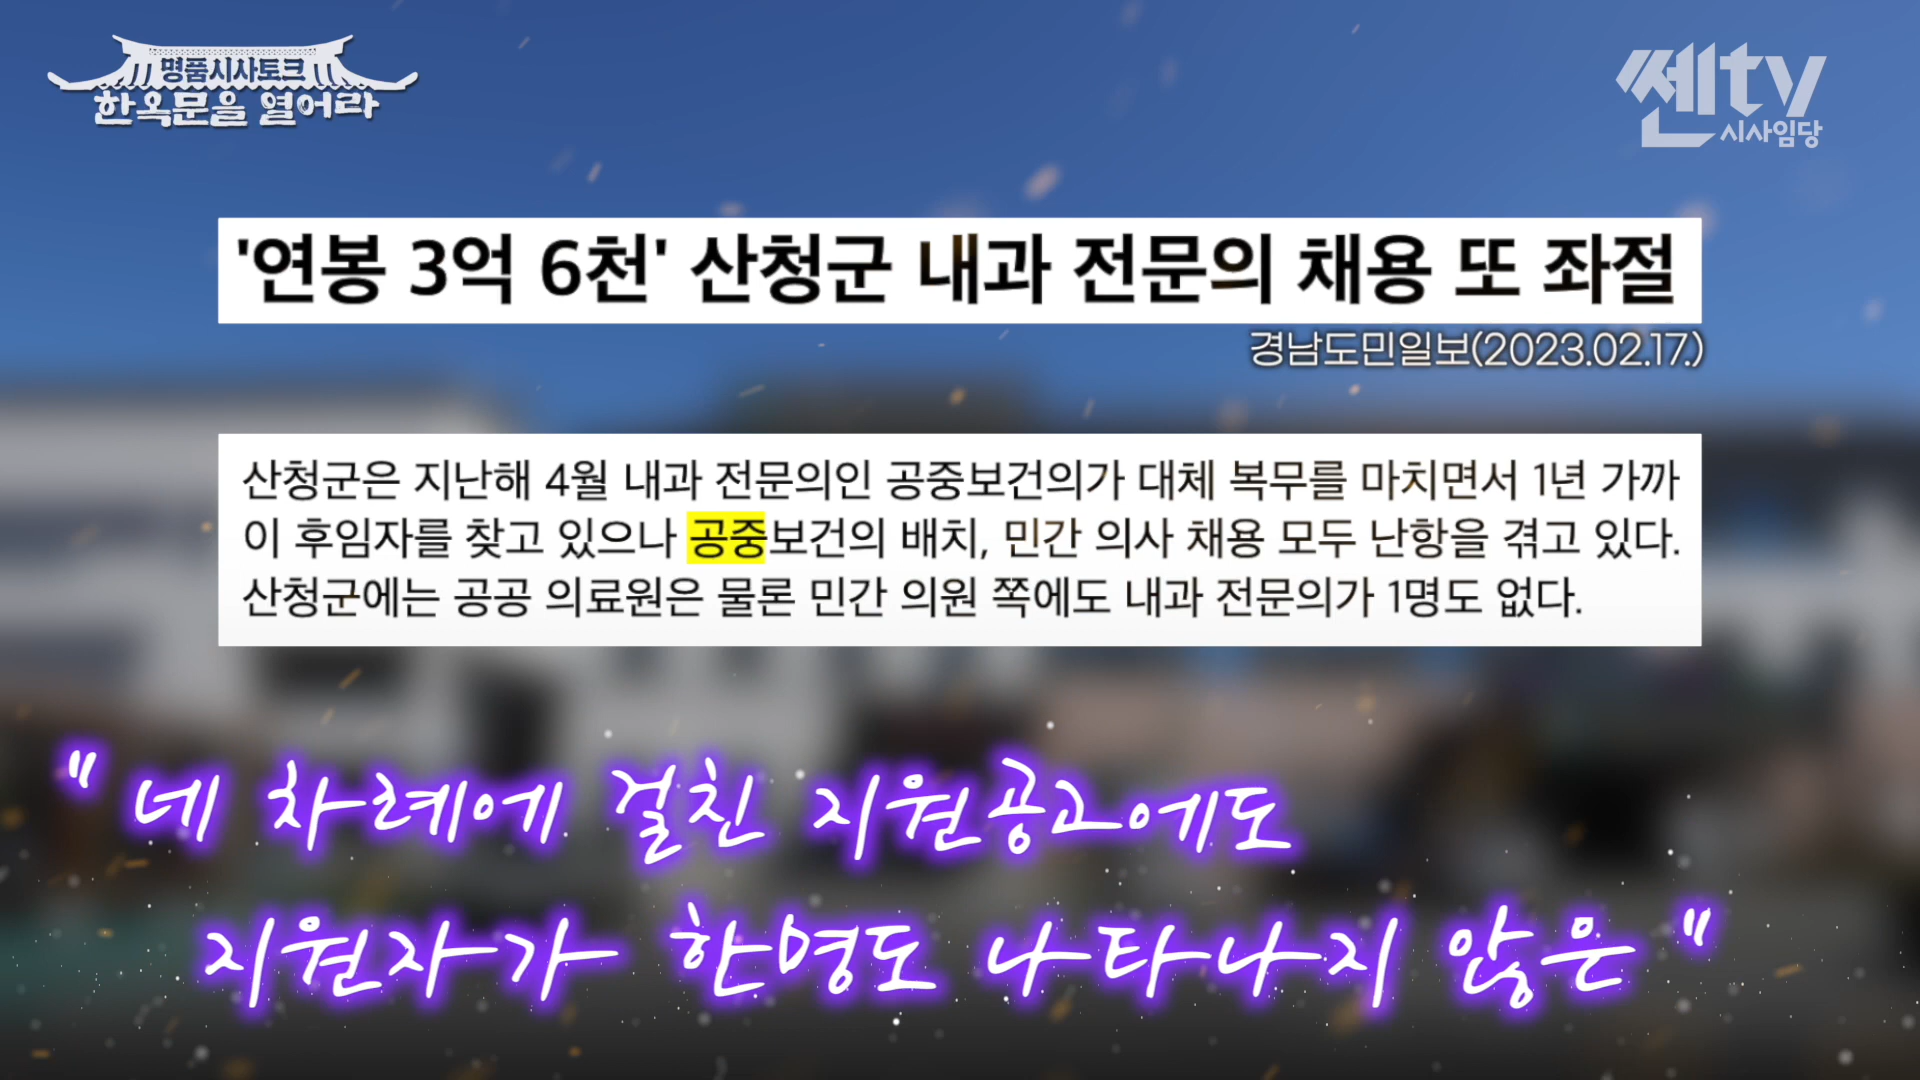 명품시사토크
한옥문을 열어라
쎈tv
시사임당
'연봉 3억 6천' 산청군 내과 전문의 채용 또 좌절
경남도민일보(2023.02.17.)
산청군은 지난해 4월 내과 전문의인 공중보건의가 대체 복무를 마치면서 1년 가까
이 후임자를 찾고 있으나 공중보건의 배치, 민간 의사 채용 모두 난항을 겪고 있다.
산청군에는 공공 의료원은 물론 민간 의원 쪽에도 내과 전문의가 1명도 없다.
"네 차례에 걸친 지원공고에도
지원자가 한명도 나타나지 않은"